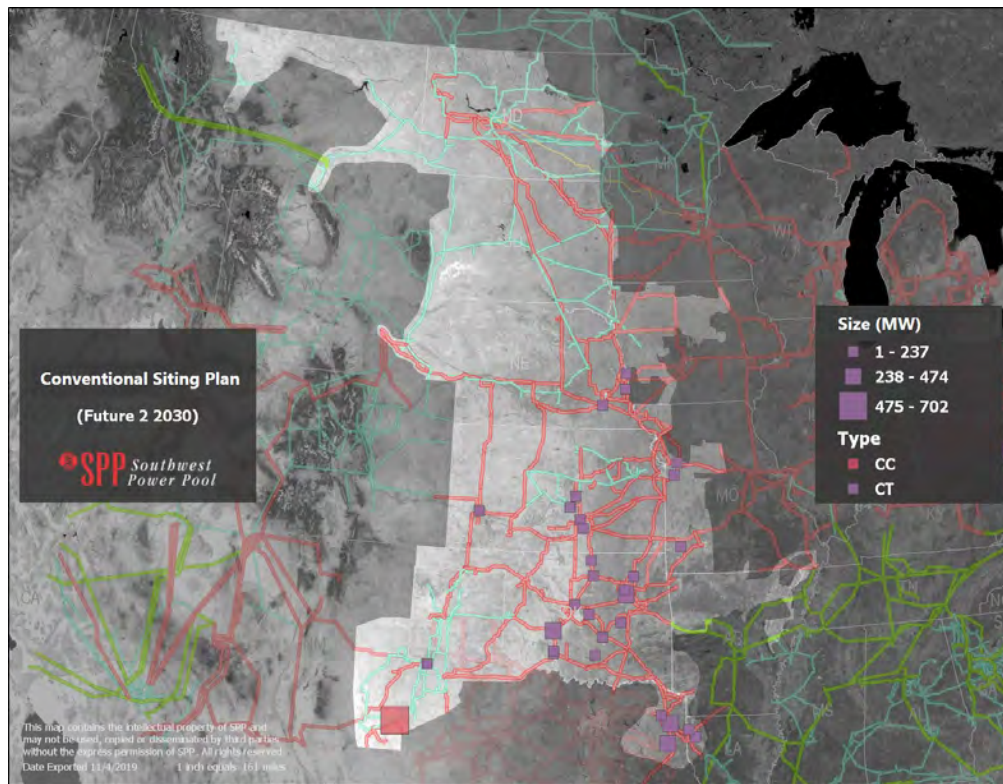 Conventional Siting Plan
(Future 2 2030)
SPP Southwest
Power Pool
Size (MW)
1 - 237
238 - 474
475 - 702
Type
CC
CT
NE
WI
MO
CA
This map contains the intellectual property of SPP and
may not be used, copied or disseminated by third parties
without the express permission of SPP. All rights reserved.
Date Exported 11/4/2019 1 inch equals 161 miles